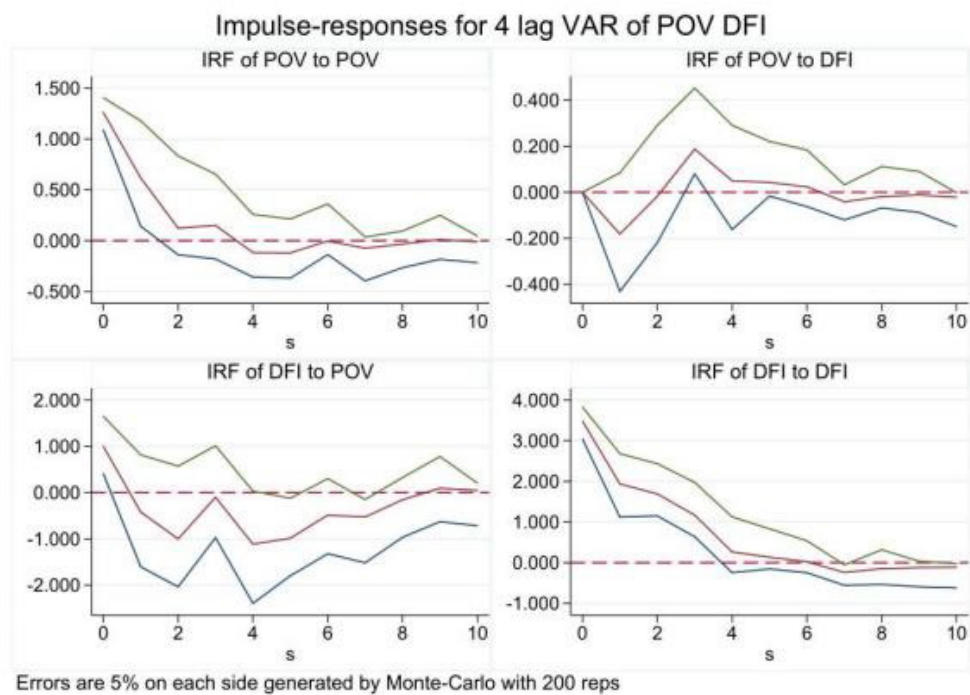 Impulse-responses for 4 lag VAR of POV DFI
IRF of POV to POV
1.500
1.000
0.500
0.000
-0.500
0 2 4 6 8 10
s
IRF of POV to DFI
0.400
0.200
0.000
-0.200
-0.400
0 2 4 6 8 10
s
IRF of DFI to POV
2.000
1.000
0.000
-1.000
-2.000
0 2 4 6 8 10
s
IRF of DFI to DFI
4.000
3.000
2.000
1.000
0.000
-1.000
0 2 4 6 8 10
s
Errors are 5% on each side generated by Monte-Carlo with 200 reps